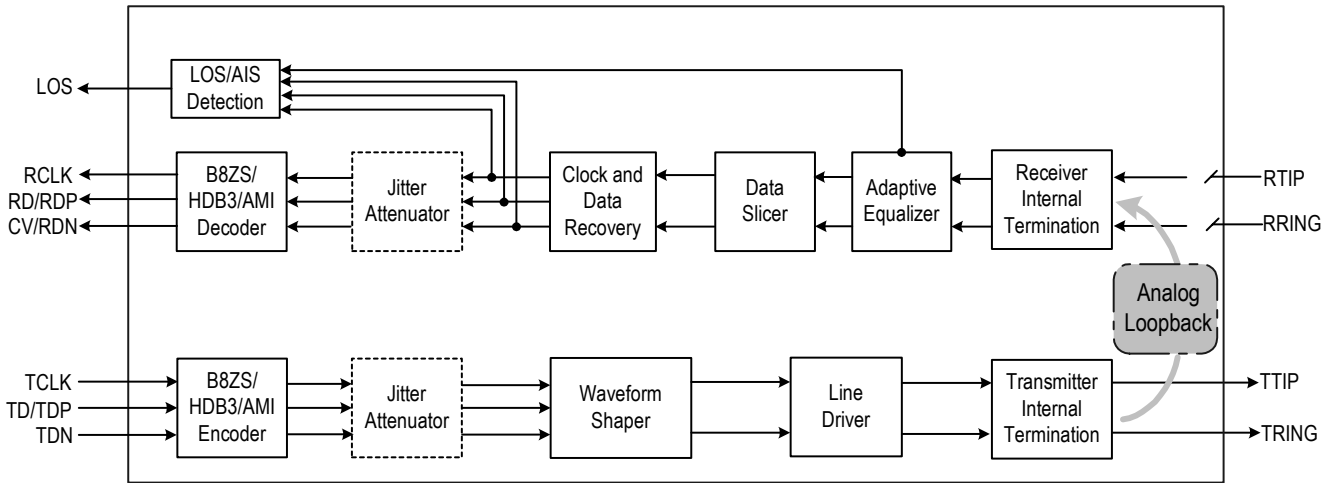 LOS
LOS/AIS
Detection
RCLK
RD/RDP
CV/RDN
B8ZS/
HDB3/AMI
Decoder
Jitter
Attenuator
Clock and
Data
Recovery
Data
Slicer
Adaptive
Equalizer
Receiver
Internal
Termination
RTIP
RRING
Analog
Loopback
TCLK
TD/TDP
TDN
B8ZS/
HDB3/AMI
Encoder
Jitter
Attenuator
Waveform
Shaper
Line
Driver
Transmitter
Internal
Termination
TTIP
TRING